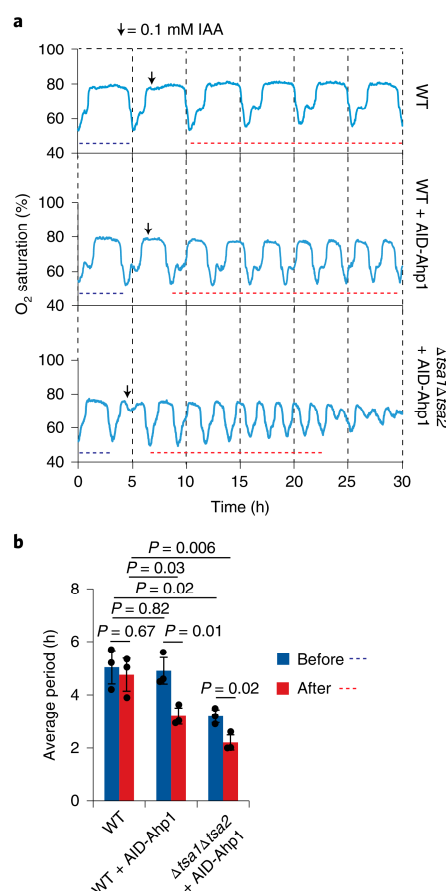 a
↓= 0.1 mM IAA
100
80
60
40
WT
80
60
40
WT + AID-Ahp1
100
80
60
40
Δtsa1Δtsa2
+ AID-Ahp1
O2 saturation (%)
0 5 10 15 20 25 30
Time (h)
b
P = 0.006
P = 0.03
P = 0.02
P = 0.82
P = 0.67
P = 0.01
P = 0.02
8
6
4
2
0
Average period (h)
Before
After
WT
WT + AID-Ahp1
Δtsa1Δtsa2
+ AID-Ahp1